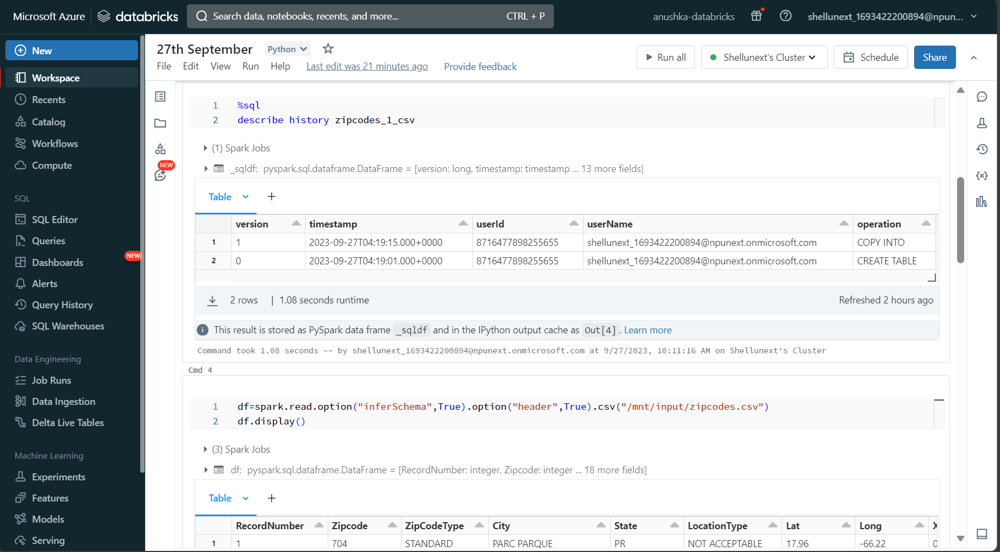 Microsoft Azure databricks Search data, notebooks, recents, and more... CTRL + P anushka-databricks shellunext_1693422200894@npun...
New
Workspace
Recents
Catalog
Workflows
Compute
SQL
SQL Editor
Queries
Dashboards NEW
Alerts
Query History
SQL Warehouses
Data Engineering
Job Runs
Data Ingestion
Delta Live Tables
Machine Learning
Experiments
Features
Models
Serving
27th September Python
Run all Shellunext's Cluster Schedule Share
File Edit View Run Help Last edit was 21 minutes ago Provide feedback
NEW
1 %sql
2 describe history zipcodes_1_csv
(1) Spark Jobs
_sqldf: pyspark.sql.dataframe.DataFrame = [version: long, timestamp: timestamp ... 13 more fields]
Table +
version timestamp userId userName operation
1 1 2023-09-27T04:19:15.000+0000 8716477898255655 shellunext_1693422200894@npunext.onmicrosoft.com COPY INTO
2 0 2023-09-27T04:19:01.000+0000 8716477898255655 shellunext_1693422200894@npunext.onmicrosoft.com CREATE TABLE
2 rows | 1.08 seconds runtime Refreshed 2 hours ago
This result is stored as PySpark data frame _sqldf and in the IPython output cache as Out[4]. Learn more
Command took 1.08 seconds -- by shellunext_1693422200894@npunext.onmicrosoft.com at 9/27/2023, 10:11:16 AM on Shellunext's Cluster
Cmd 4
1 df=spark.read.option("inferSchema",True).option("header",True).csv("/mnt/input/zipcodes.csv")
2 df.display()
(3) Spark Jobs
df: pyspark.sql.dataframe.DataFrame = [RecordNumber: integer, Zipcode: integer ... 18 more fields]
Table +
RecordNumber Zipcode ZipCodeType City State LocationType Lat Long X
1 1 704 STANDARD PARC PARQUE PR NOT ACCEPTABLE 17.96 -66.22 0